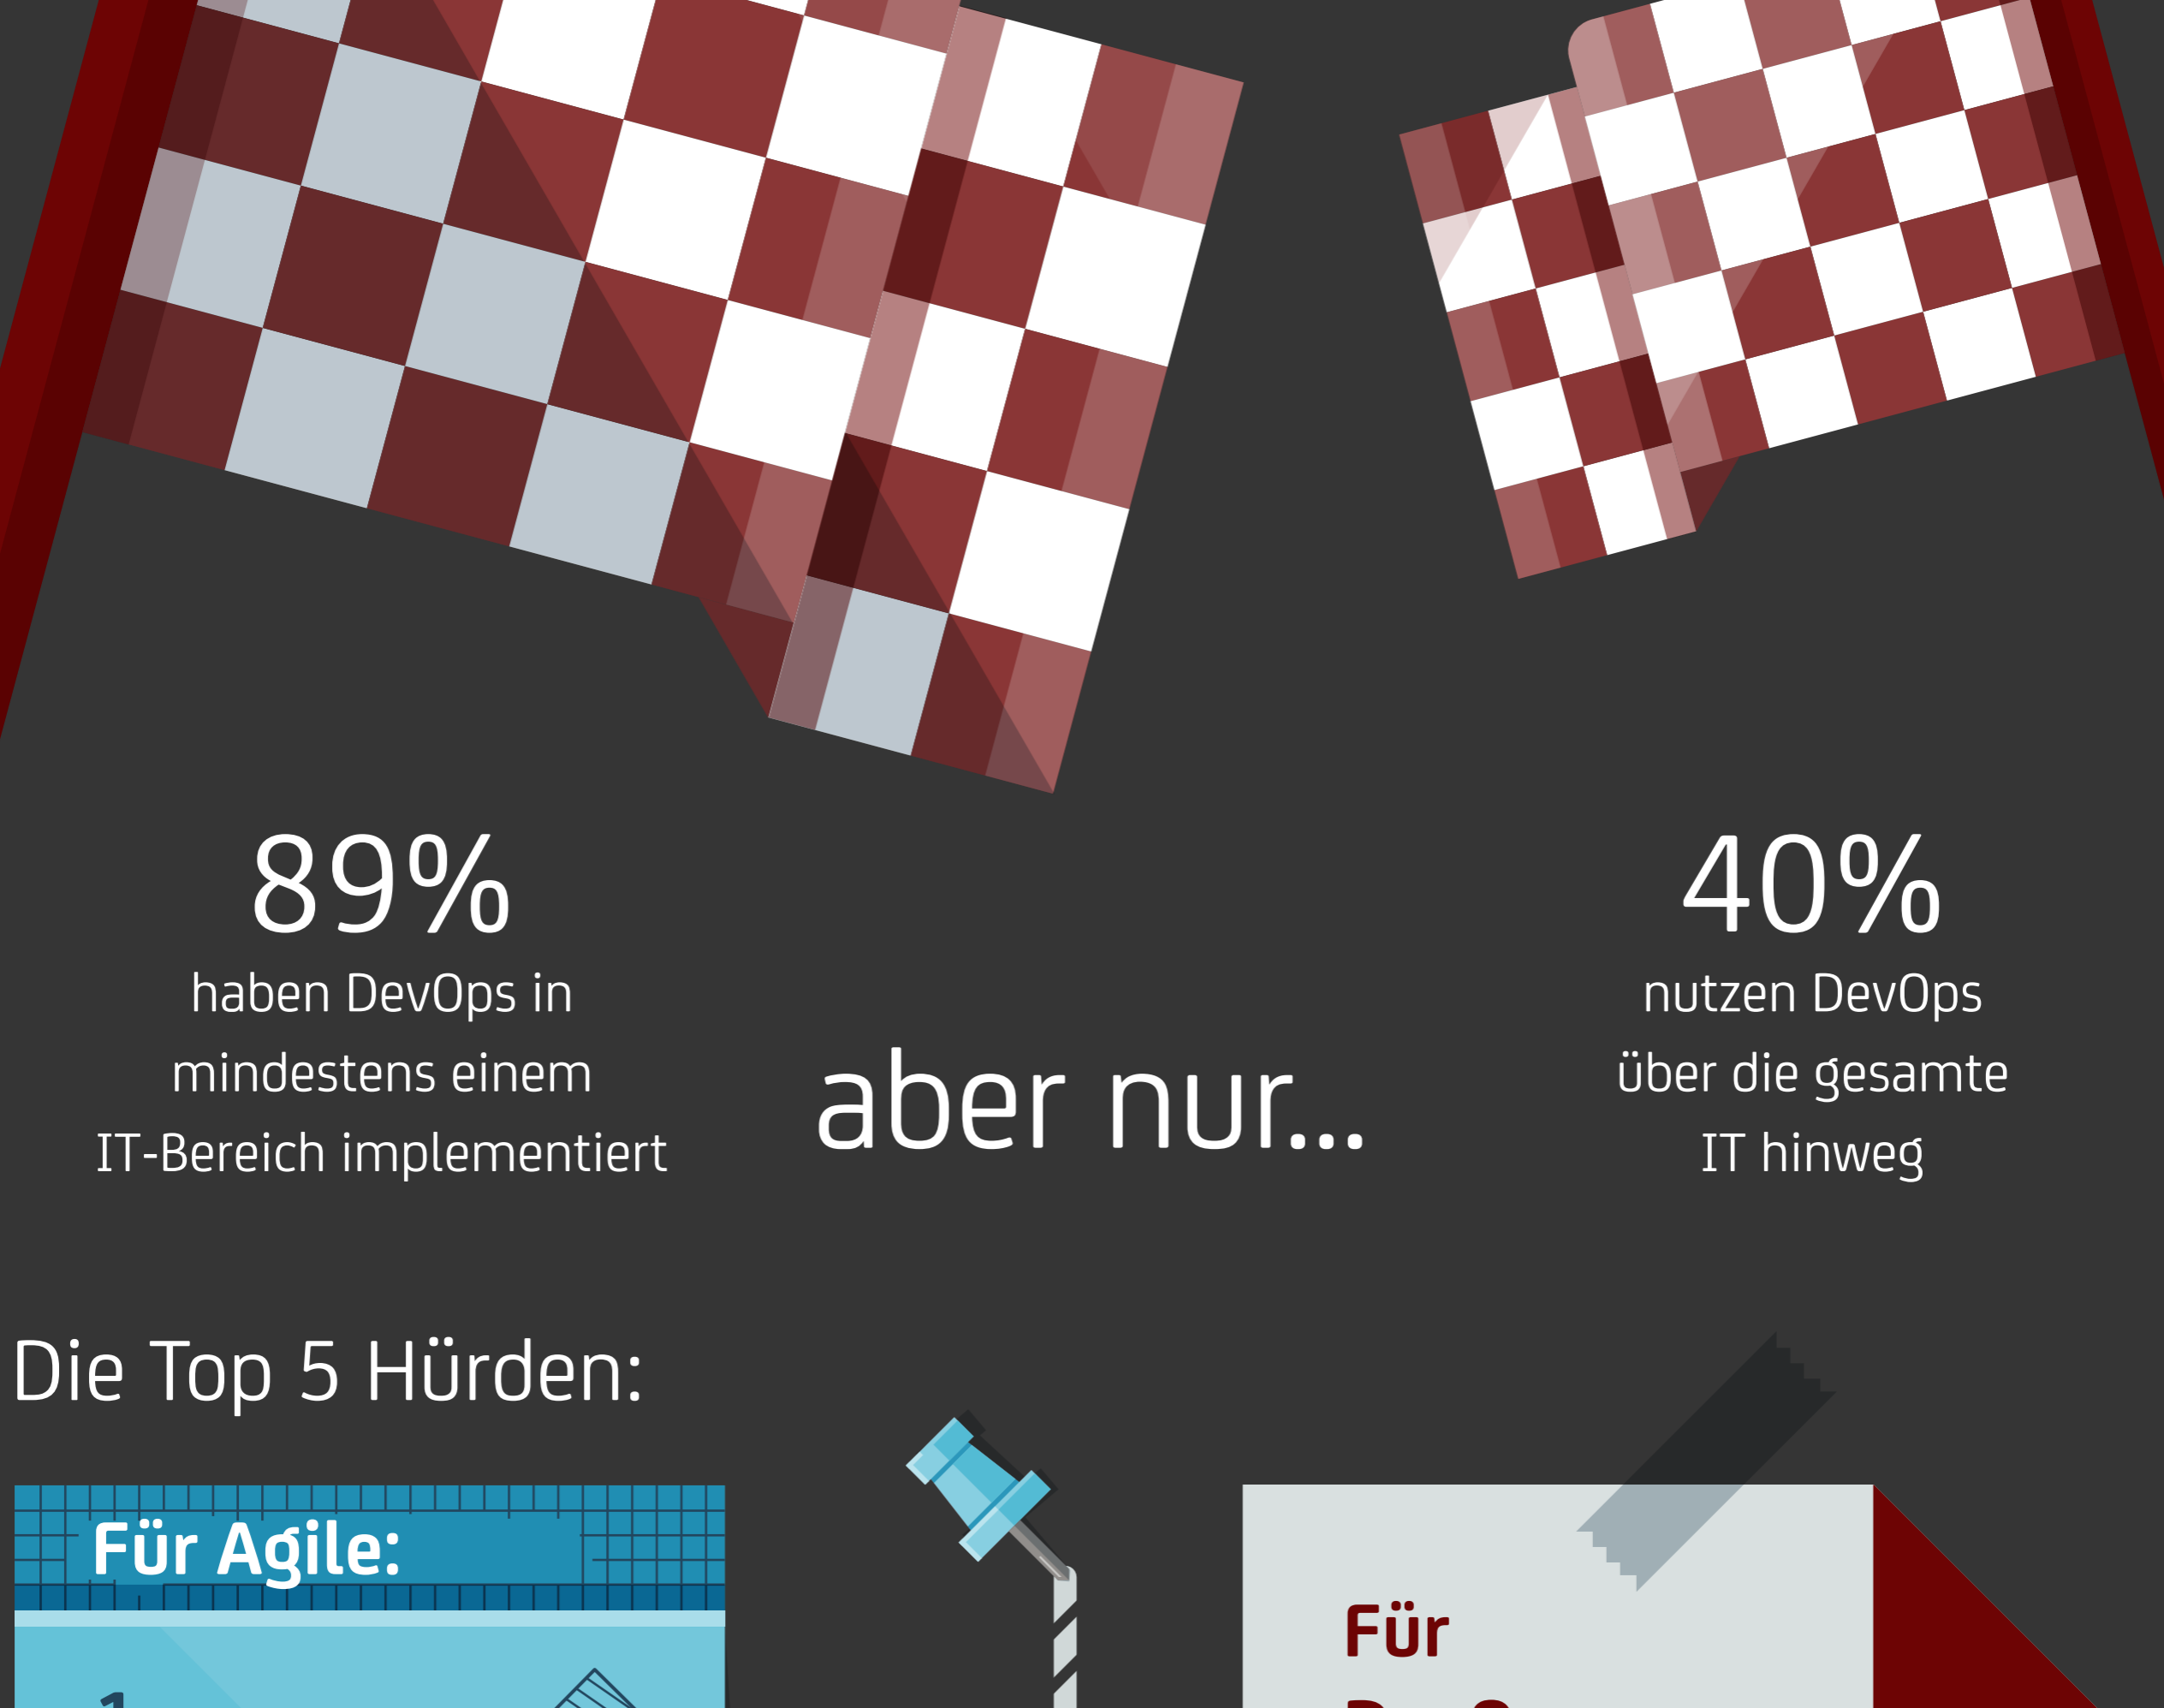 89%
haben DevOps in
mindestens einem
IT-Bereich implementiert
aber nur...
40%
nutzen DevOps
über die gesamte
IT hinweg
Die Top 5 Hürden:
Für Agile:
Für